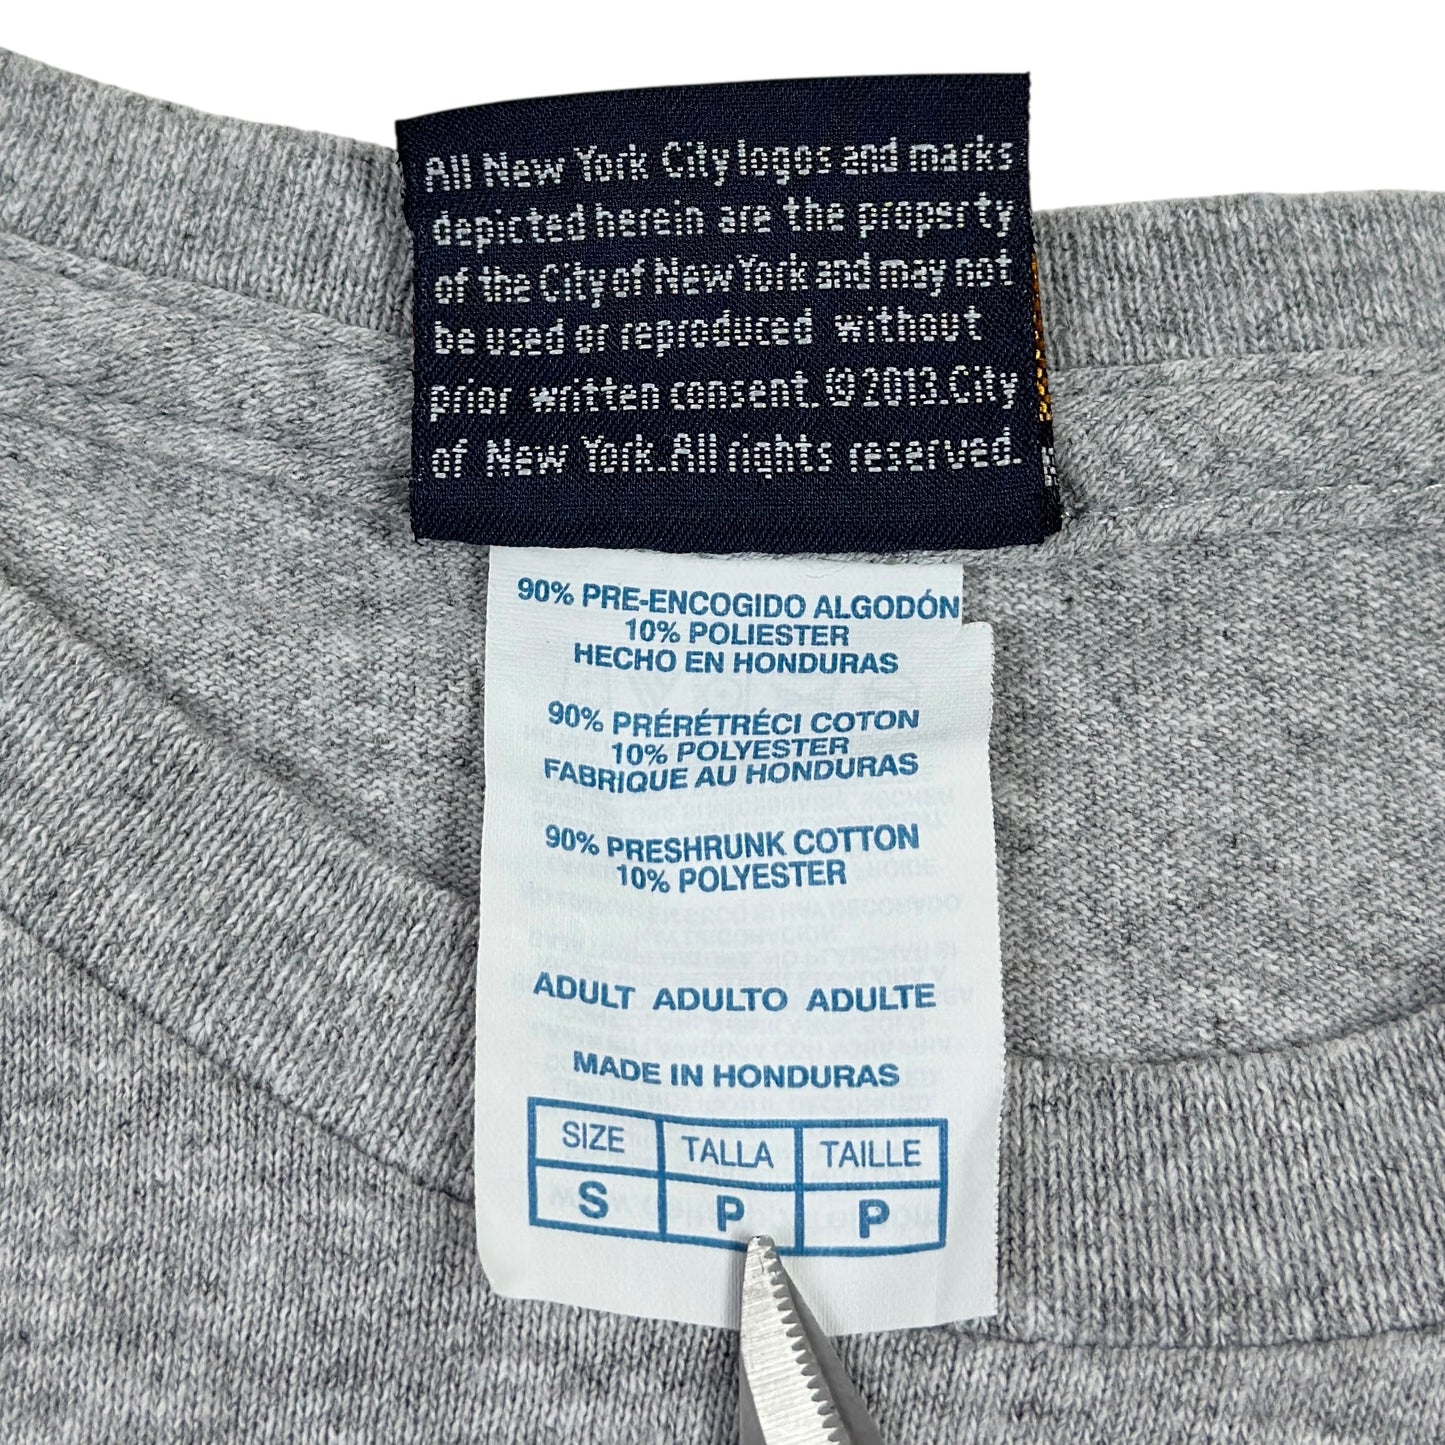 All New York City logos and marks
depicted herein are the property
of the City of New York and may not
be used or reproduced without
prior written consent. © 2013. City
of New York. All rights reserved.
90% PRE-ENCOGIDO ALGODÓN
10% POLIESTER
HECHO EN HONDURAS
90% PRÉRÉTRÉCI COTON
10% POLYESTER
FABRIQUE AU HONDURAS
90% PRESHRUNK COTTON
10% POLYESTER
ADULT ADULTO ADULTE
MADE IN HONDURAS
SIZE TALLA TAILLE
S P P